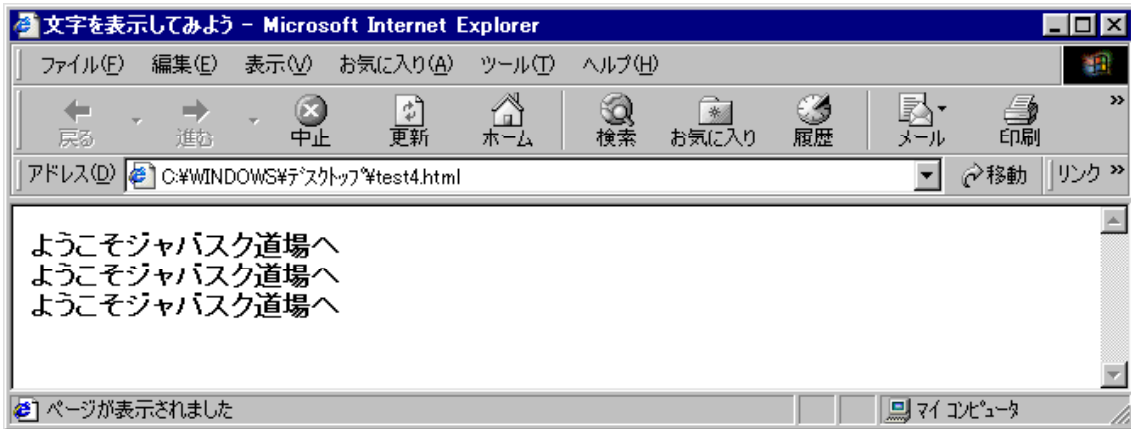 文字を表示してみよう - Microsoft Internet Explorer
ファイル(F) 編集(E) 表示(V) お気に入り(A) ツール(T) ヘルプ(H)
戻る 進む 中止 更新 ホーム 検索 お気に入り 履歴 メール 印刷 »
アドレス(D) C:¥WINDOWS¥デスクトップ¥test4.html 移動 リンク »
ようこそジャバスク道場へ
ようこそジャバスク道場へ
ようこそジャバスク道場へ
ページが表示されました マイ コンピュータ